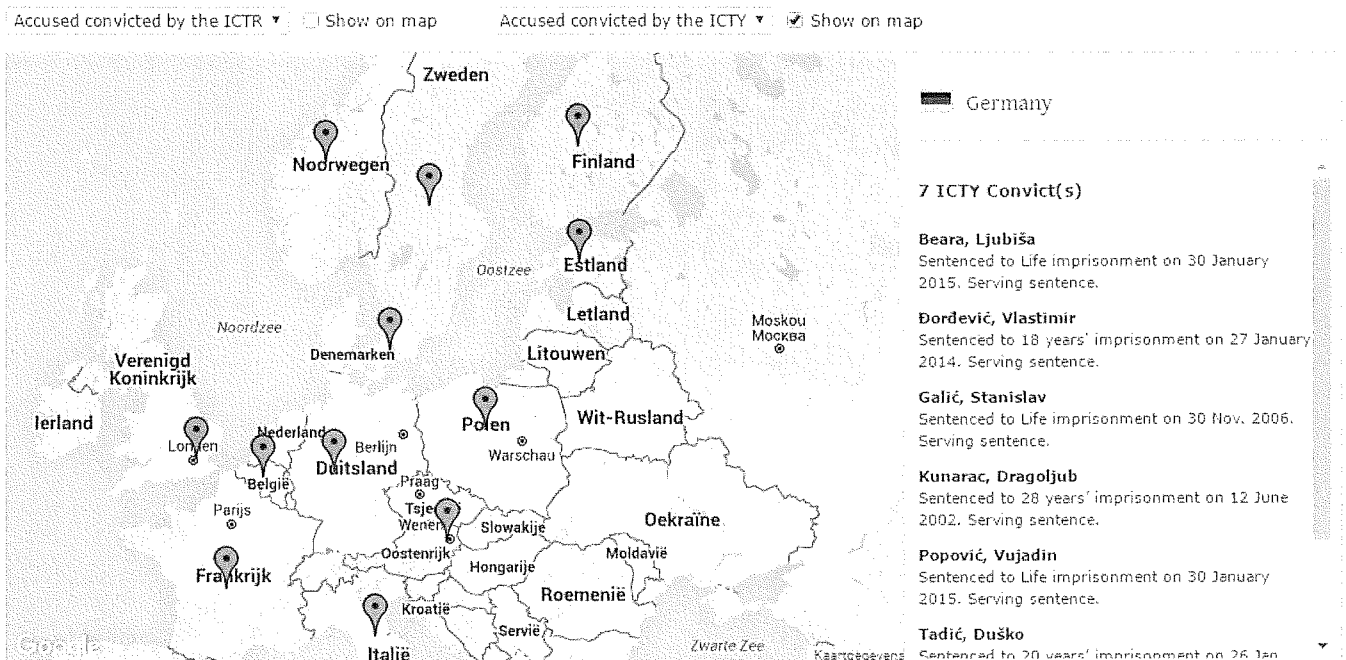 Accused convicted by the ICTR ▼ Show on map Accused convicted by the ICTY ▼ Show on map
Zweden
Noorwegen
Finland
Oostzee
Estland
Letland
Moskou
Москва
Noordzee
Denemarken
Litouwen
Verenigd
Koninkrijk
Ierland
Polen
Wit-Rusland
Nederland
Londen
Berlijn
Warschau
Duitsland
België
Praag
Parijs
Tsje
Wenen
Slowakije
Oekraïne
Oostenrijk
Moldavië
Hongarije
Frankrijk
Roemenië
Kroatië
Servië
Google
Italië
Zwarte Zee
Kaartgegevens
Germany
7 ICTY Convict(s)
Beara, Ljubiša
Sentenced to Life imprisonment on 30 January
2015. Serving sentence.
Đorđević, Vlastimir
Sentenced to 18 years' imprisonment on 27 January
2014. Serving sentence.
Galić, Stanislav
Sentenced to Life imprisonment on 30 Nov. 2006.
Serving sentence.
Kunarac, Dragoljub
Sentenced to 28 years' imprisonment on 12 June
2002. Serving sentence.
Popović, Vujadin
Sentenced to Life imprisonment on 30 January
2015. Serving sentence.
Tadić, Duško
Sentenced to 20 years' imprisonment on 26 Jan